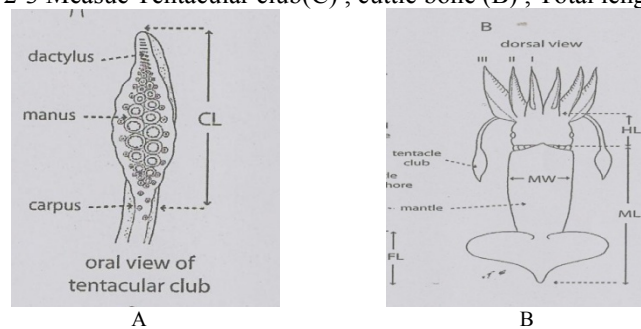 2-3 Measue Tentacular club(C) , cuttle bone (B) , Total leng
dactylus
manus
CL
carpus
oral view of
tentacular club
A
B
dorsal view
III II I
HL
tentacle
club
hore
MW
mantle
ML
FL
B